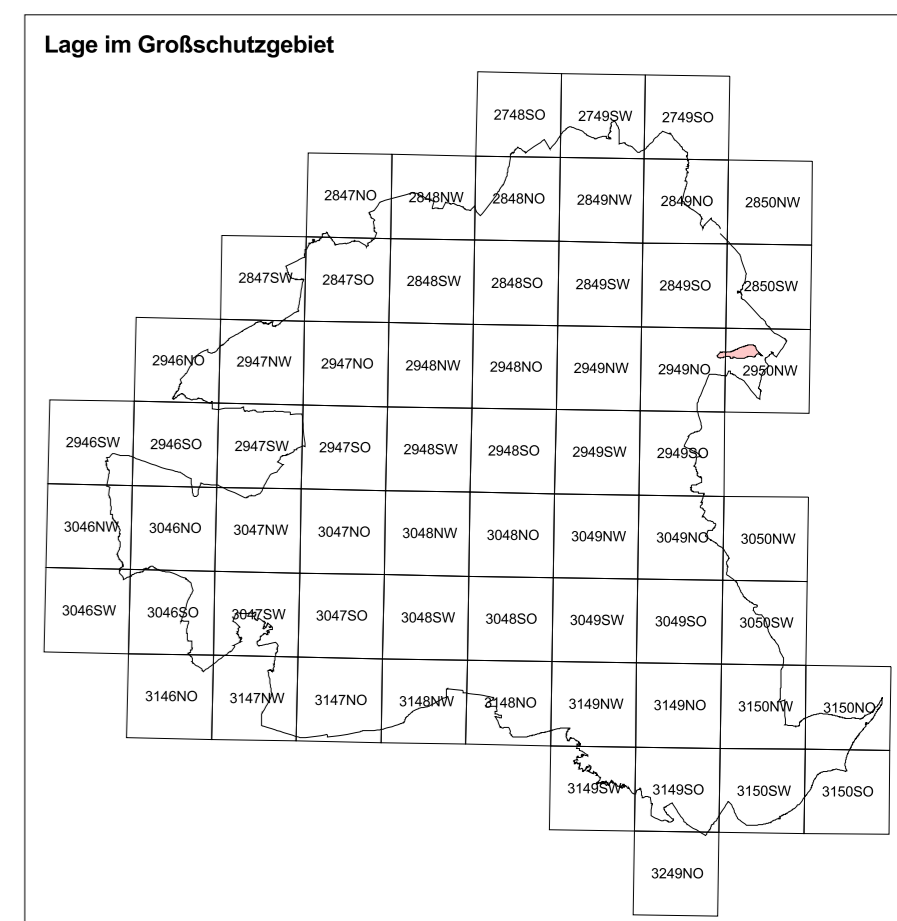 Lage im Großschutzgebiet
2748SO 2749SW 2749SO
2847NO 2848NW 2848NO 2849NW 2849NO 2850NW
2847SW 2847SO 2848SW 2848SO 2849SW 2849SO 2850SW
2946NO 2947NW 2947NO 2948NW 2948NO 2949NW 2949NO 2950NW
2946SW 2946SO 2947SW 2947SO 2948SW 2948SO 2949SW 2949SO
3046NW 3046NO 3047NW 3047NO 3048NW 3048NO 3049NW 3049NO 3050NW
3046SW 3046SO 3047SW 3047SO 3048SW 3048SO 3049SW 3049SO 3050SW
3146NO 3147NW 3147NO 3148NW 3148NO 3149NW 3149NO 3150NW 3150NO
3149SW 3149SO 3150SW 3150SO
3249NO